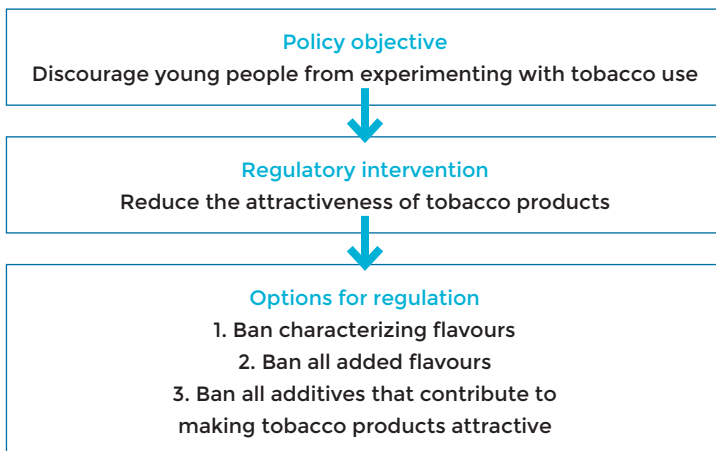 Policy objective
Discourage young people from experimenting with tobacco use
Regulatory intervention
Reduce the attractiveness of tobacco products
Options for regulation
1. Ban characterizing flavours
2. Ban all added flavours
3. Ban all additives that contribute to
making tobacco products attractive